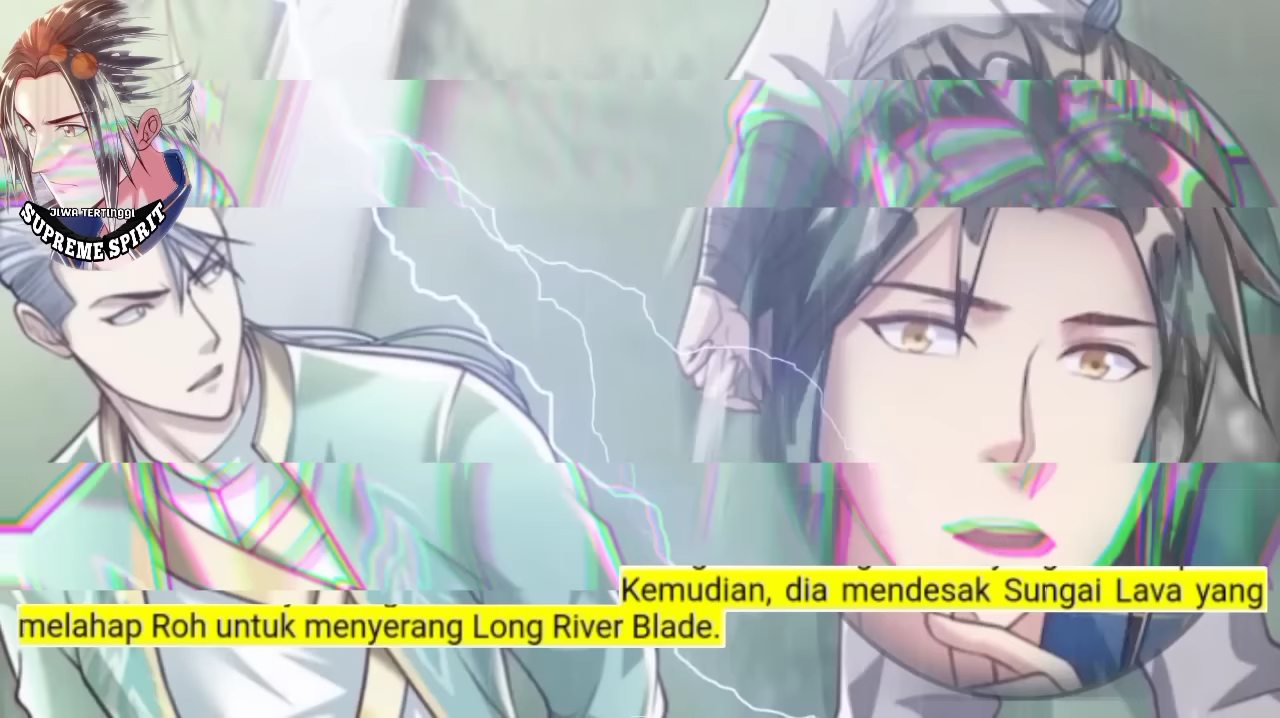 JIWA TERTINGGI
SUPREME SPIRIT
Kemudian, dia mendesak Sungai Lava yang
melahap Roh untuk menyerang Long River Blade.